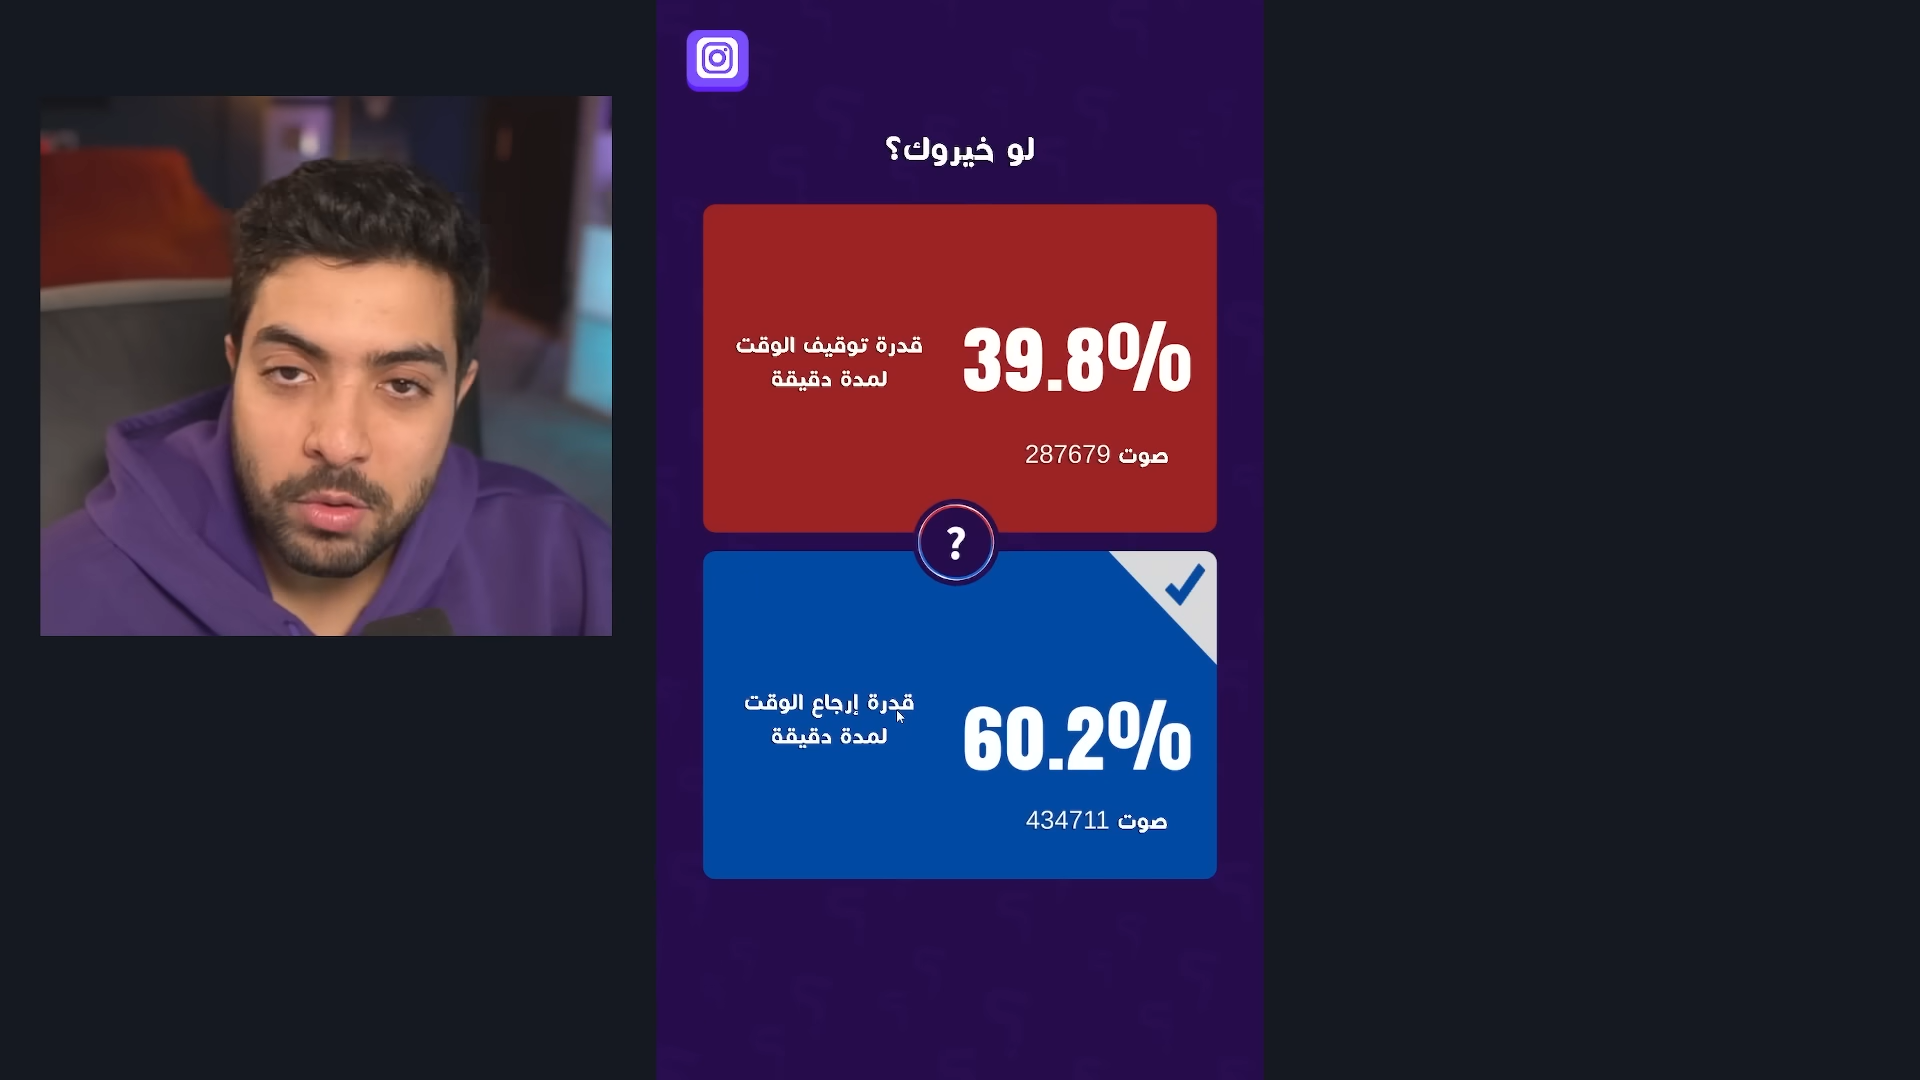 لو خيروك؟
39.8%
قدرة توقيف الوقت
لمدة دقيقة
صوت 287679
?
60.2%
قدرة إرجاع الوقت
لمدة دقيقة
صوت 434711